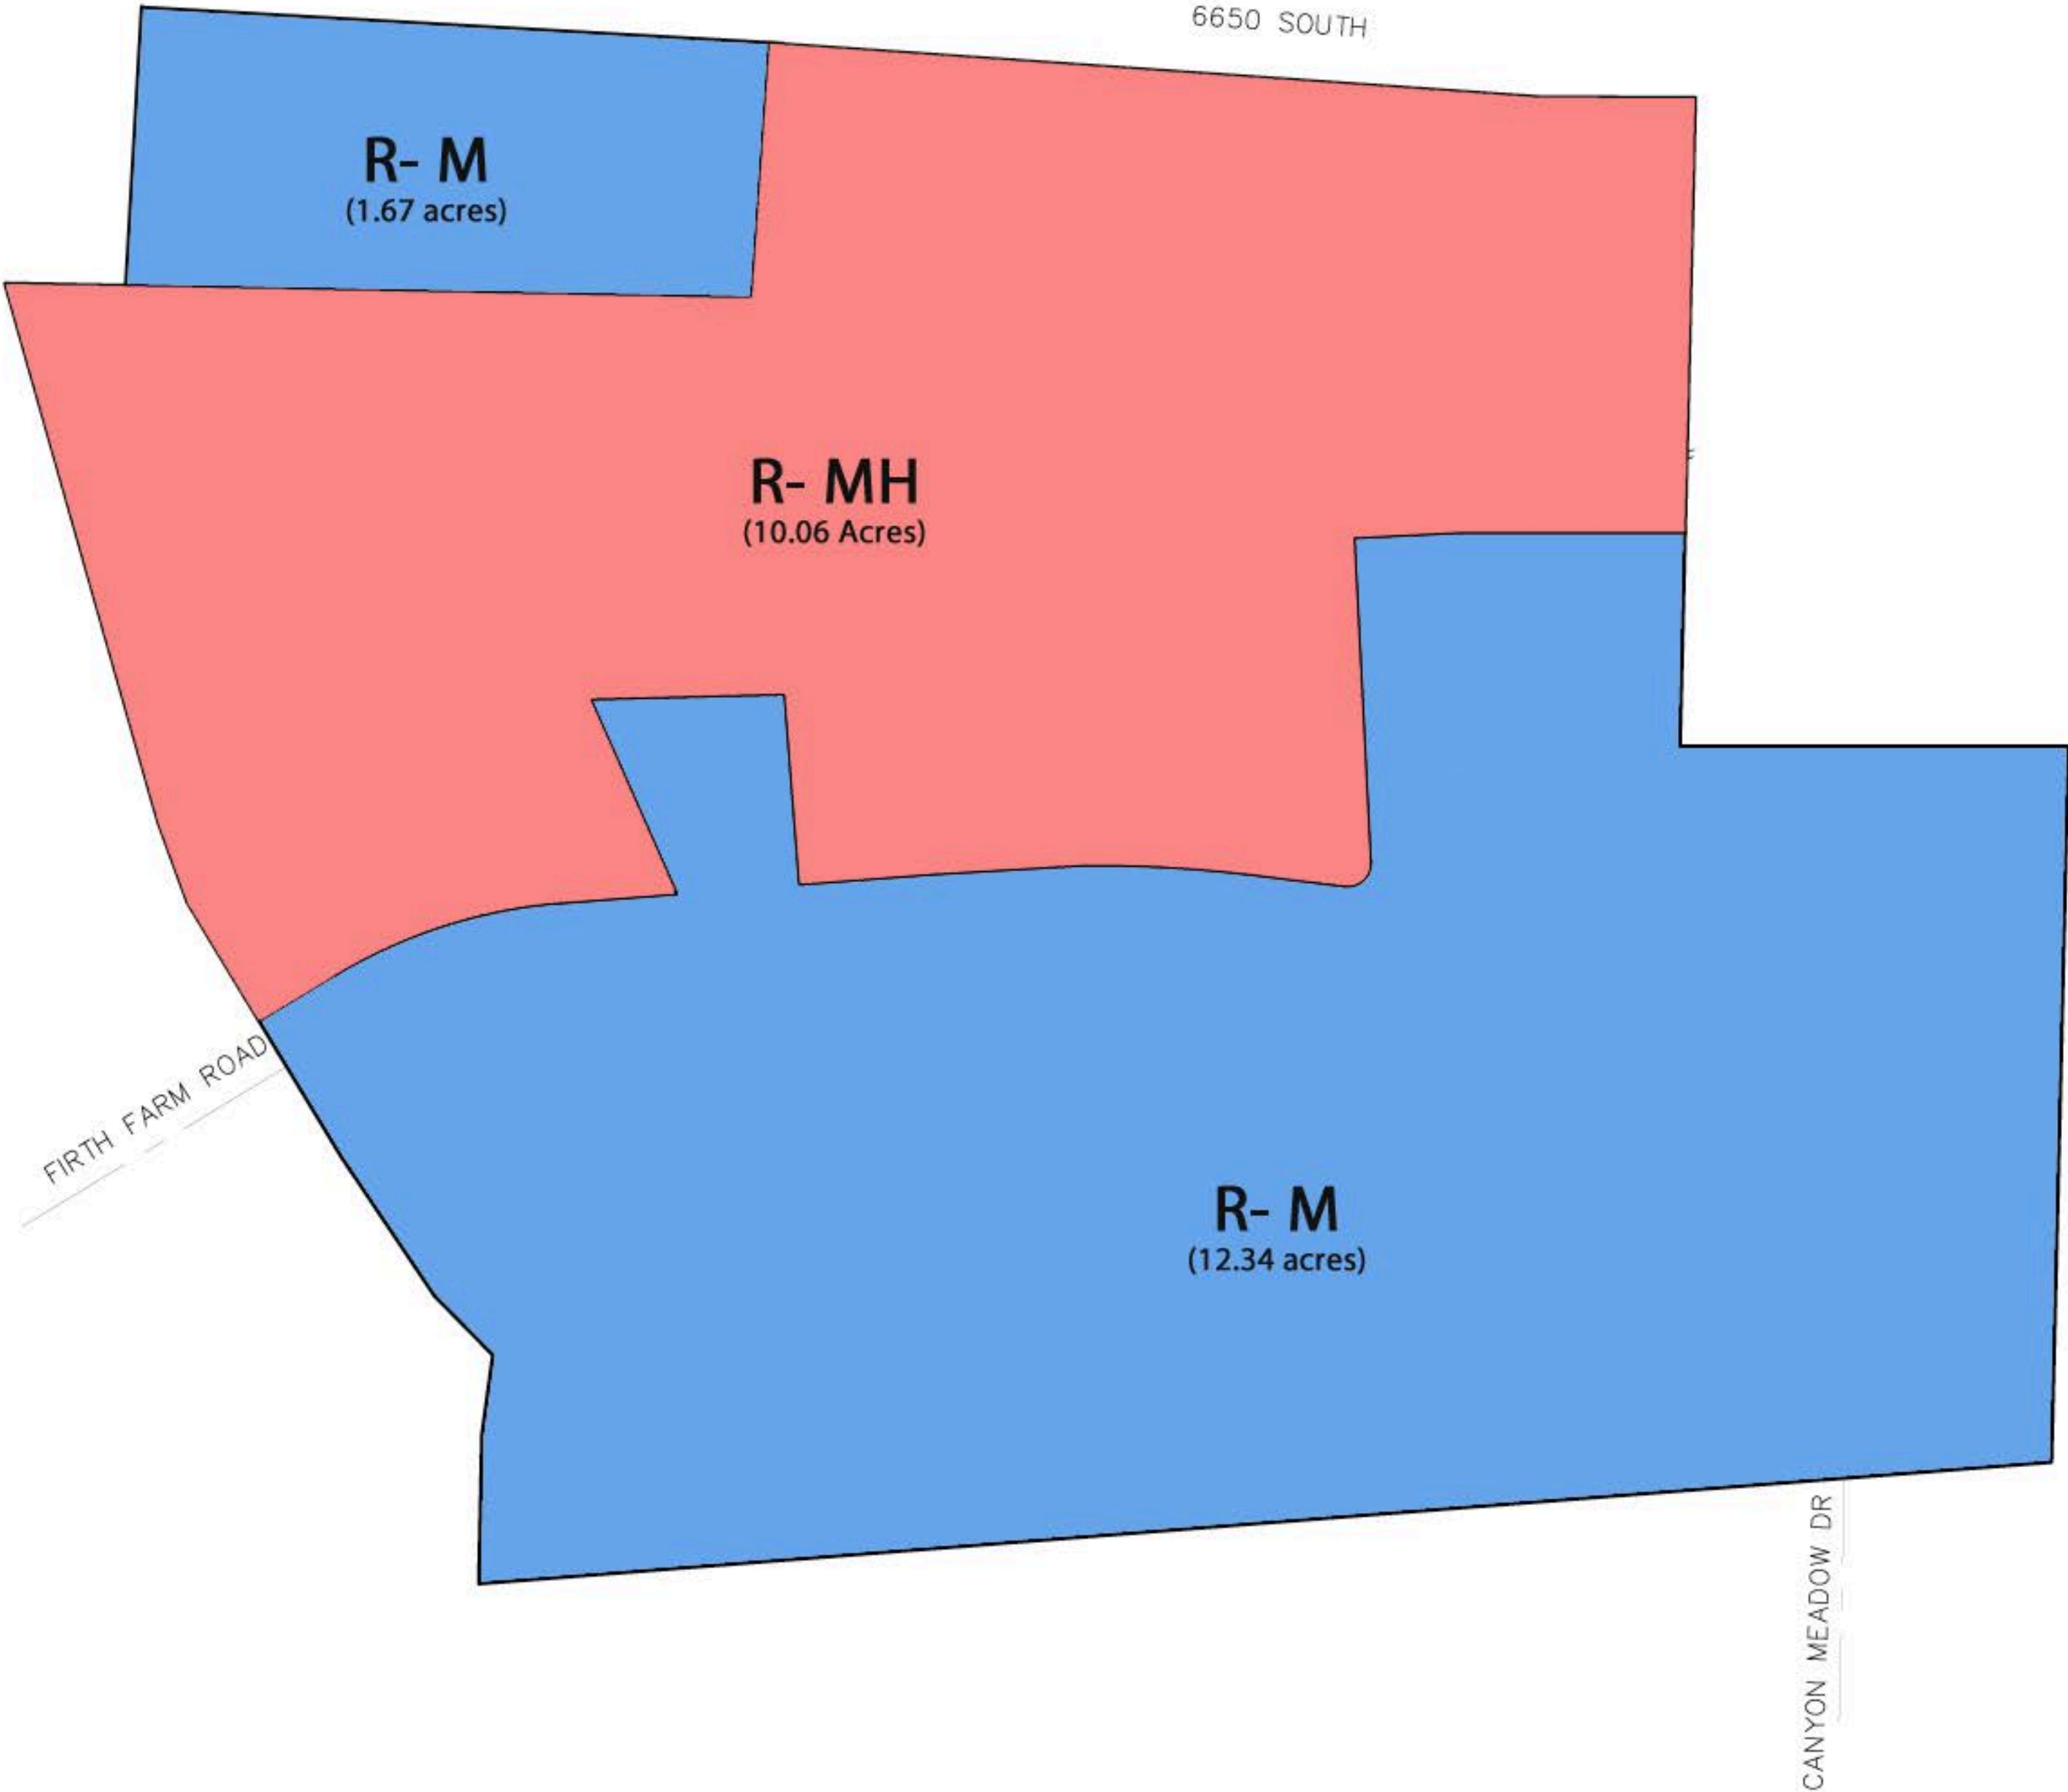 6650 SOUTH
R- M
(1.67 acres)
R- MH
(10.06 Acres)
FIRTH FARM ROAD
R- M
(12.34 acres)
CANYON MEADOW DR